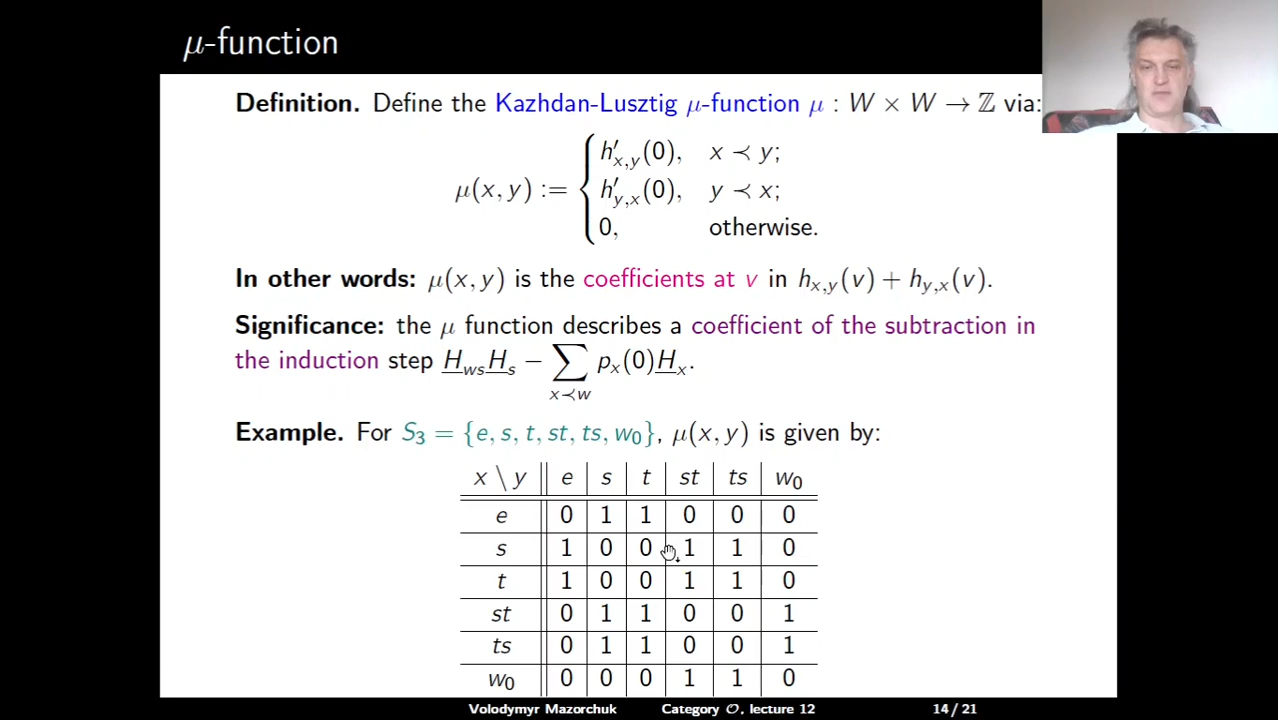 μ-function
Definition. Define the Kazhdan-Lusztig μ-function μ : W × W → ℤ via:
μ(x, y) := { h′x,y(0), x ≺ y;
h′y,x(0), y ≺ x;
0, otherwise.
In other words: μ(x, y) is the coefficients at v in hx,y(v) + hy,x(v).
Significance: the μ function describes a coefficient of the subtraction in
the induction step H̲ws H̲s − ∑x≺w px(0)H̲x.
Example. For S3 = {e, s, t, st, ts, w0}, μ(x, y) is given by:
x \ y e s t st ts w0
e 0 1 1 0 0 0
s 1 0 0 1 1 0
t 1 0 0 1 1 0
st 0 1 1 0 0 1
ts 0 1 1 0 0 1
w0 0 0 0 1 1 0
Volodymyr Mazorchuk Category O, lecture 12 14 / 21